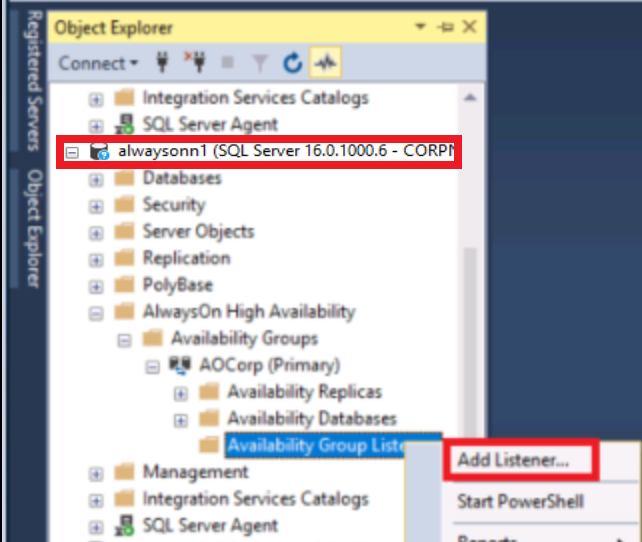 Registered Servers
Object Explorer
Object Explorer
Connect
Integration Services Catalogs
SQL Server Agent
alwaysonn1 (SQL Server 16.0.1000.6 - CORP
Databases
Security
Server Objects
Replication
PolyBase
AlwaysOn High Availability
Availability Groups
AOCorp (Primary)
Availability Replicas
Availability Databases
Availability Group Liste
Add Listener...
Management
Start PowerShell
Integration Services Catalogs
SQL Server Agent
Reports